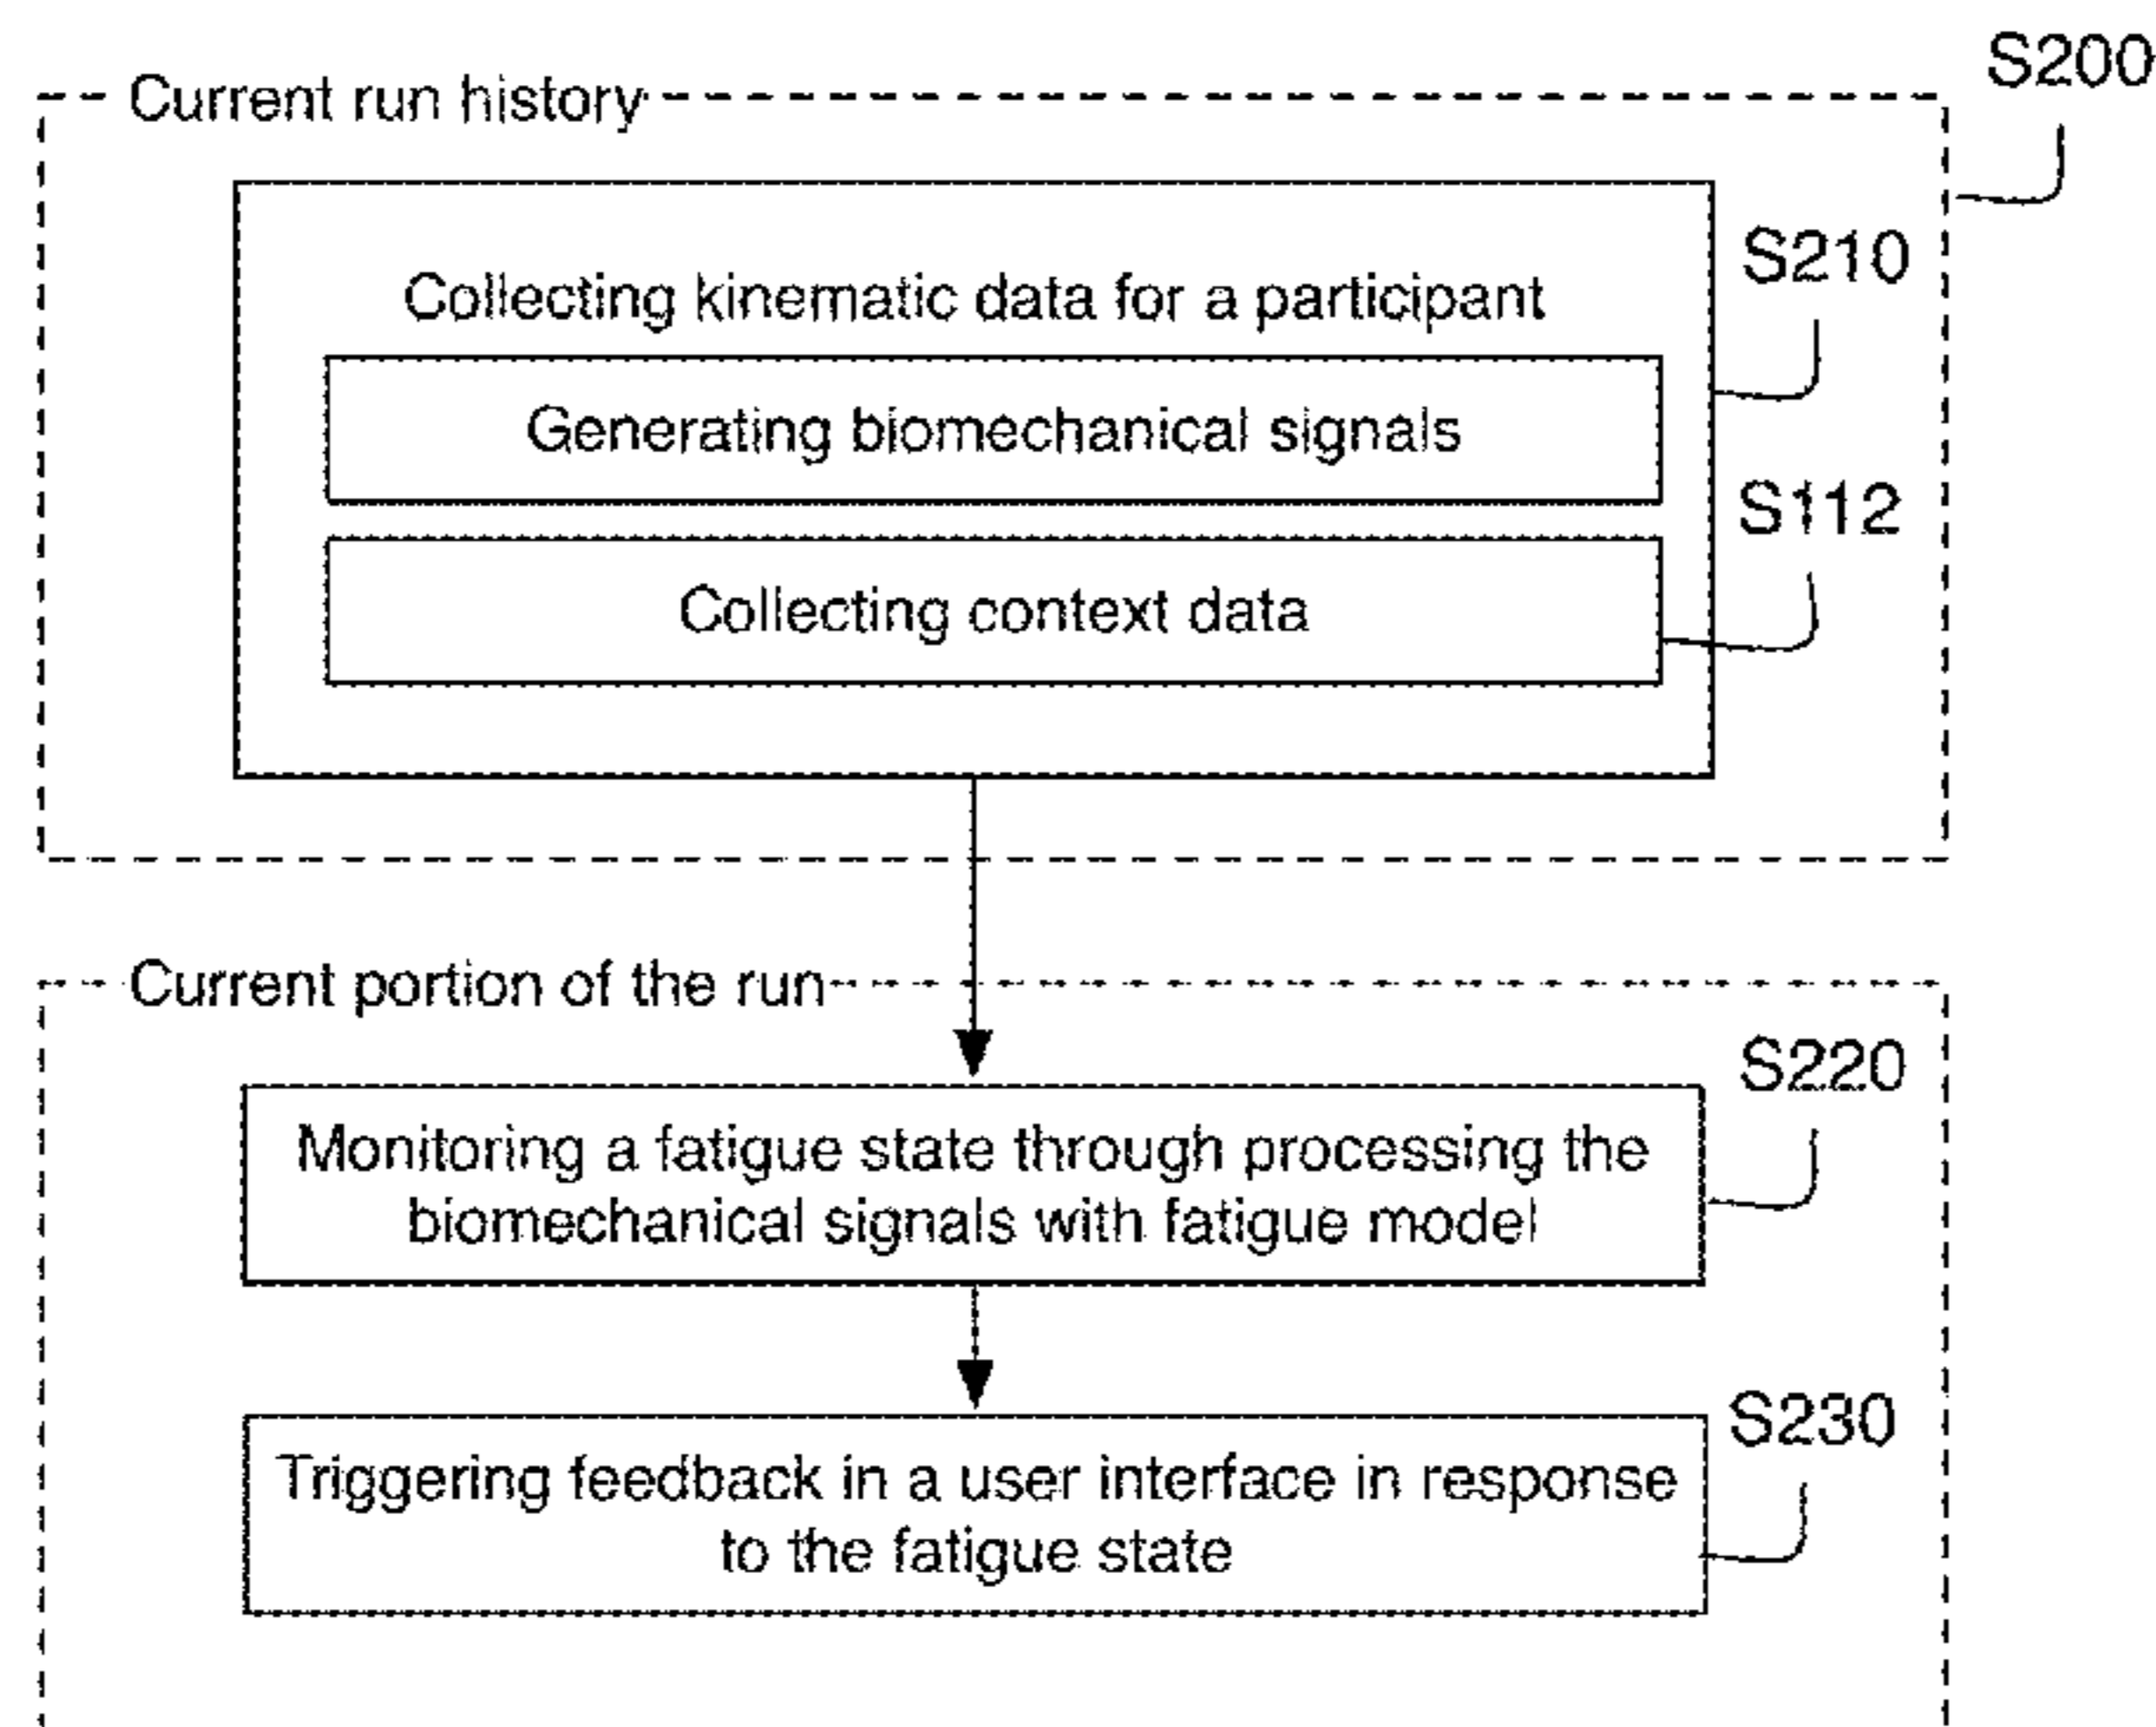 S200
Current run history
S210
Collecting kinematic data for a participant
Generating biomechanical signals
S112
Collecting context data
Current portion of the run
S220
Monitoring a fatigue state through processing the
biomechanical signals with fatigue model
S230
Triggering feedback in a user interface in response
to the fatigue state